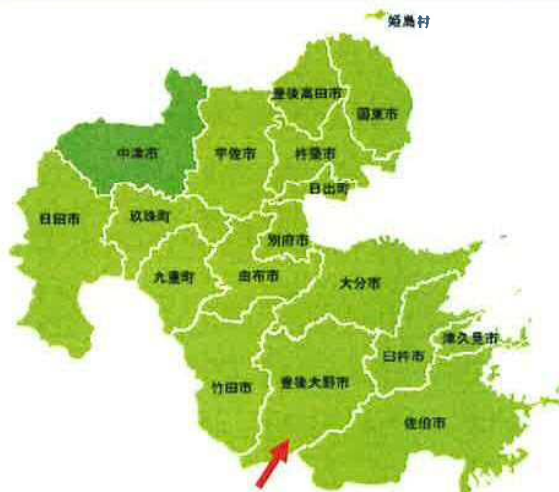 姫島村
豊後高田市
国東市
中津市
宇佐市
杵築市
日出町
日田市
玖珠町
別府市
九重町
由布市
大分市
津久見市
臼杵市
竹田市
豊後大野市
佐伯市